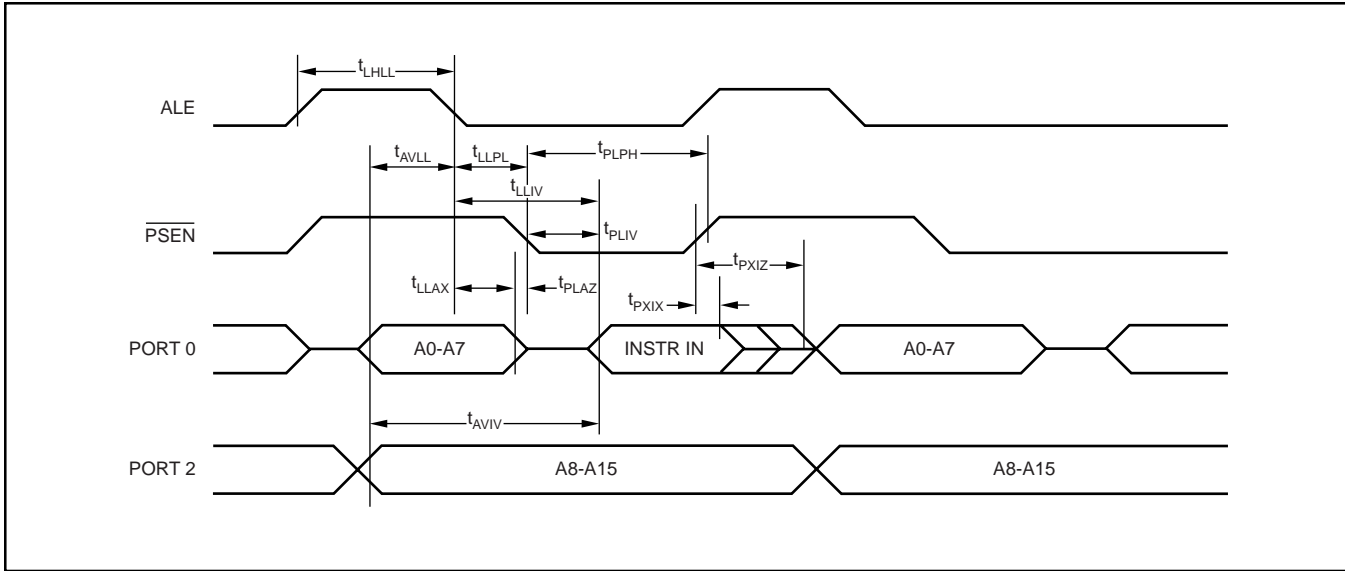 tLHLL
ALE
tAVLL tLLPL tPLPH
tLLIV
PSEN
tPLIV
tPXIZ
tLLAX tPLAZ
tPXIX
PORT 0 A0-A7 INSTR IN A0-A7
tAVIV
PORT 2 A8-A15 A8-A15